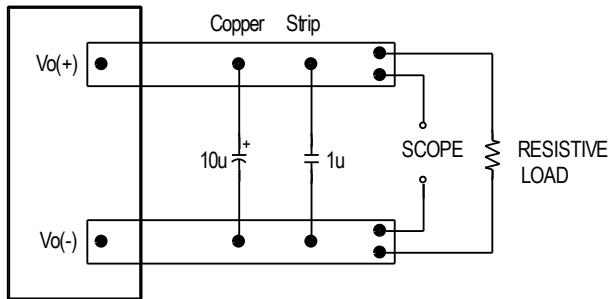 Copper Strip
Vo(+)
+
10u
1u
SCOPE
RESISTIVE
LOAD
Vo(-)